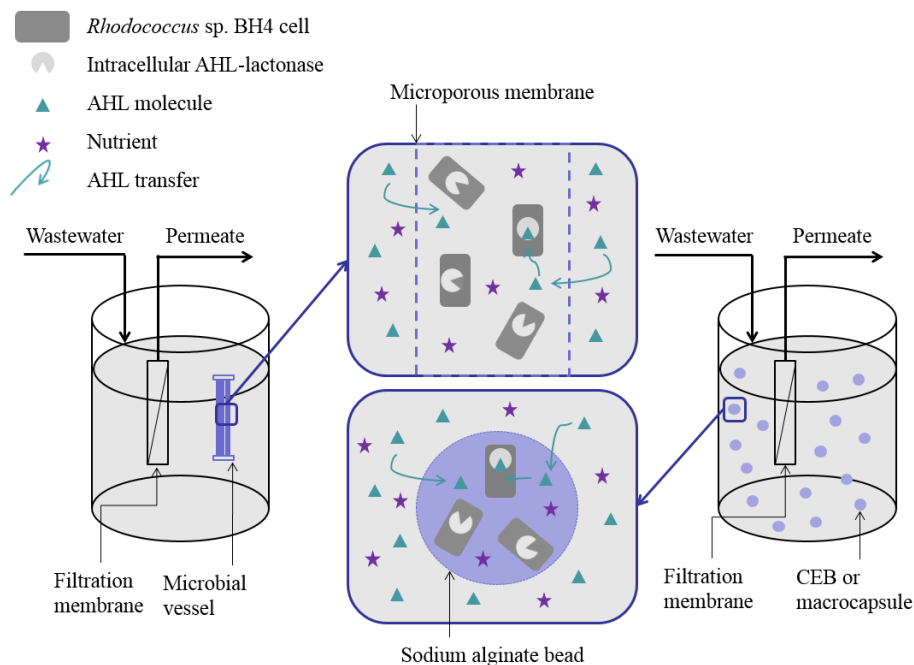 Rhodococcus sp. BH4 cell
Intracellular AHL-lactonase
AHL molecule
Nutrient
AHL transfer
Microporous membrane
Wastewater
Permeate
Wastewater
Permeate
Filtration
membrane
Microbial
vessel
Filtration
membrane
CEB or
macrocapsule
Sodium alginate bead